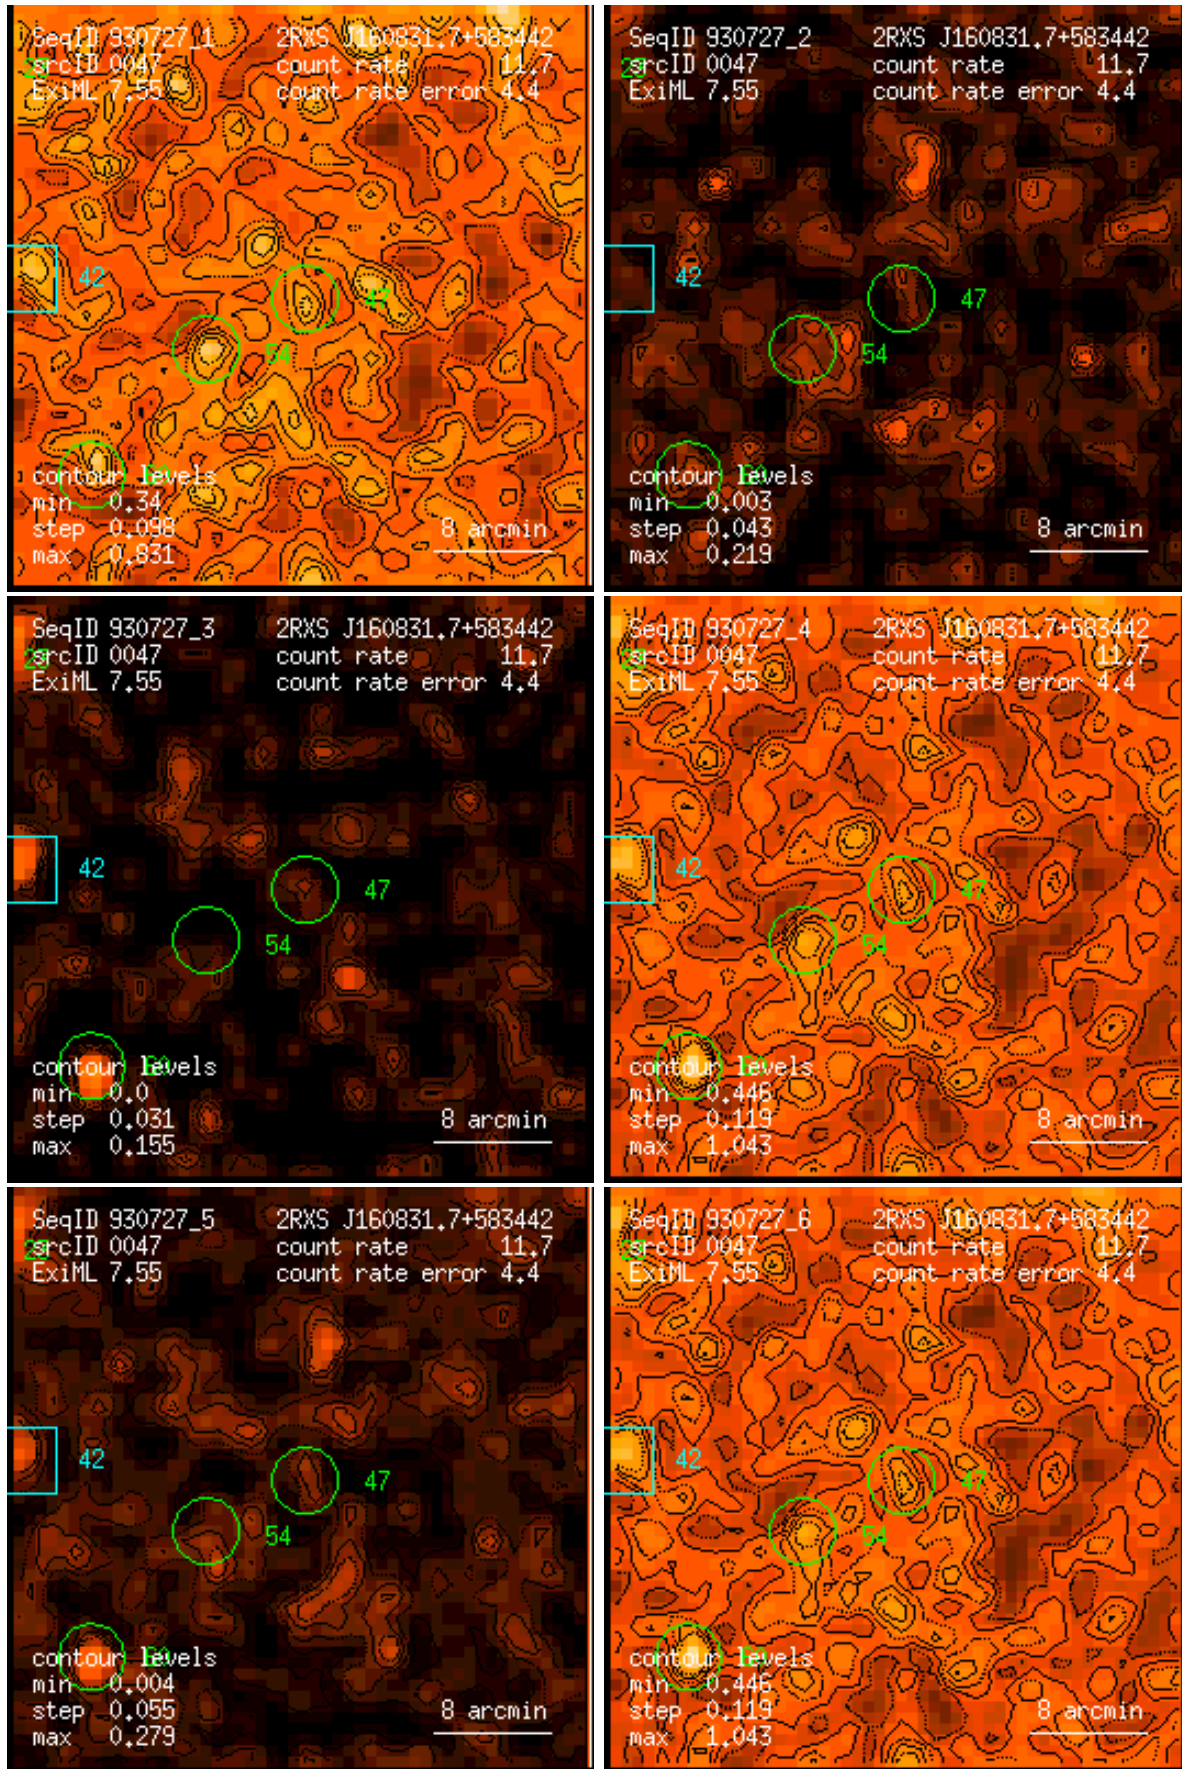 SeqID 930727_1 2RXS J160831.7+583442
srcID 0047 count rate 11.7
ExiML 7.55 count rate error 4.4
42
47
54
contour levels
min 0.34
step 0.098 8 arcmin
max 0.831
SeqID 930727_2 2RXS J160831.7+583442
srcID 0047 count rate 11.7
ExiML 7.55 count rate error 4.4
42
47
54
contour levels
min 0.003
step 0.043 8 arcmin
max 0.219
SeqID 930727_3 2RXS J160831.7+583442
srcID 0047 count rate 11.7
ExiML 7.55 count rate error 4.4
42
47
54
contour levels
min 0.0
step 0.031 8 arcmin
max 0.155
SeqID 930727_4 2RXS J160831.7+583442
srcID 0047 count rate 11.7
ExiML 7.55 count rate error 4.4
42
47
54
contour levels
min 0.446
step 0.119 8 arcmin
max 1.043
SeqID 930727_5 2RXS J160831.7+583442
srcID 0047 count rate 11.7
ExiML 7.55 count rate error 4.4
42
47
54
contour levels
min 0.004
step 0.055 8 arcmin
max 0.279
SeqID 930727_6 2RXS J160831.7+583442
srcID 0047 count rate 11.7
ExiML 7.55 count rate error 4.4
42
47
54
contour levels
min 0.446
step 0.119 8 arcmin
max 1.043